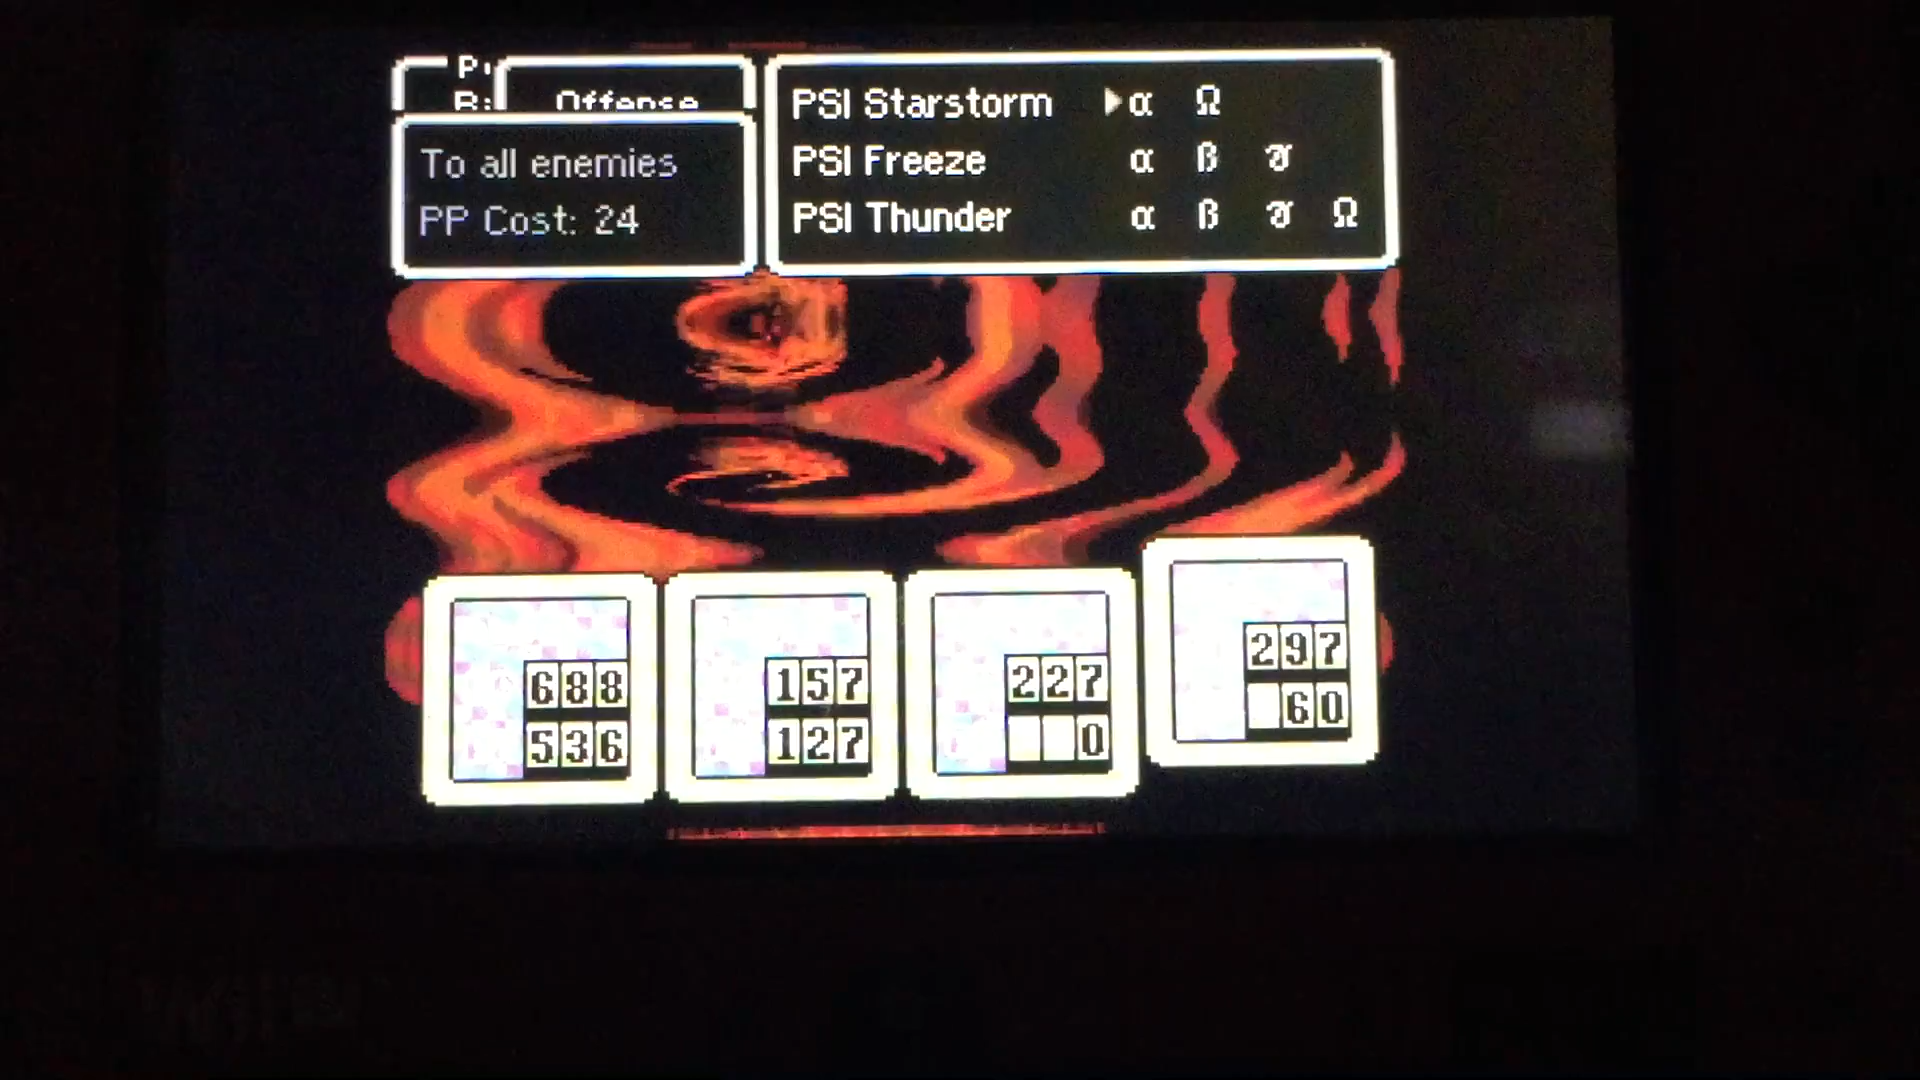 Offense
To all enemies
PP Cost: 24
PSI Starstorm ▶α Ω
PSI Freeze α β γ
PSI Thunder α β γ Ω
688
536
157
127
227
0
297
60